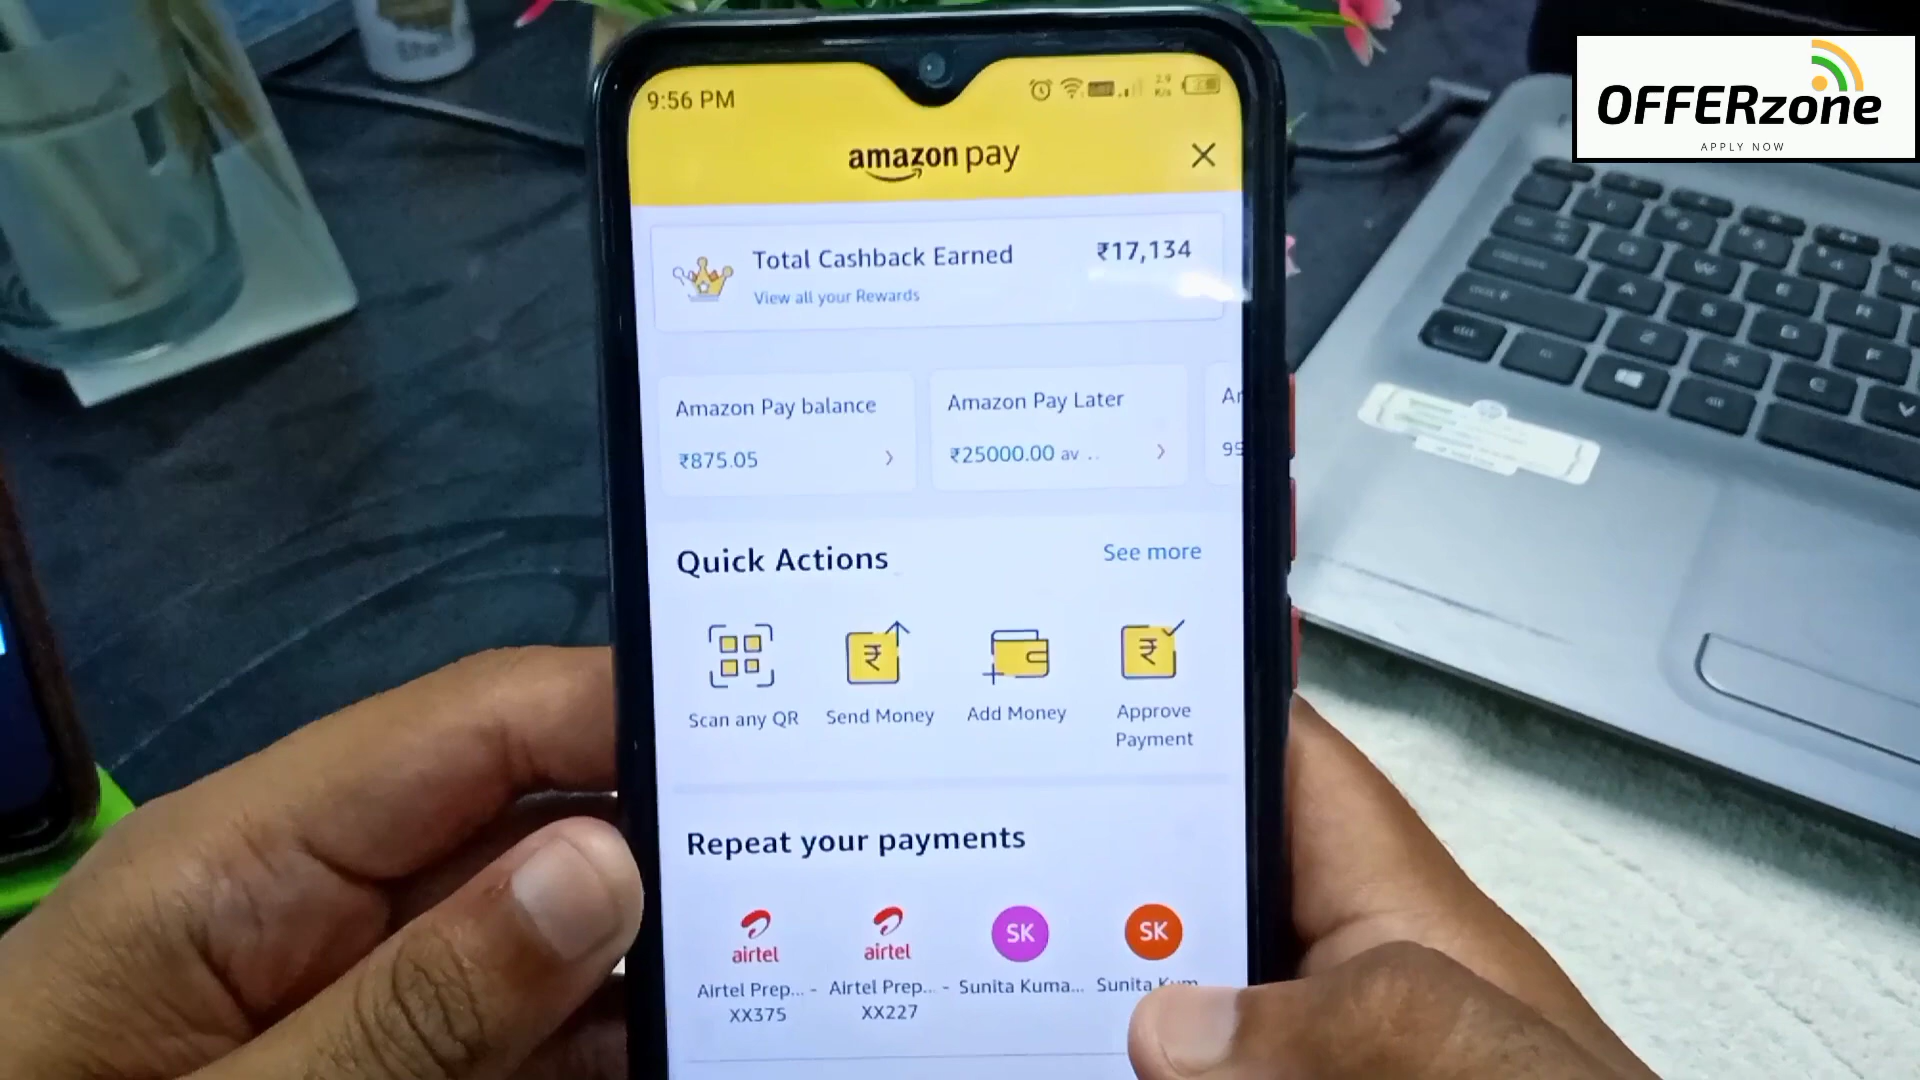 9:56 PM
amazon pay
OFFERzone
APPLY NOW
Total Cashback Earned
₹17,134
View all your Rewards
Amazon Pay balance
₹875.05
Amazon Pay Later
₹25000.00 av ..
Quick Actions
See more
Scan any QR
Send Money
Add Money
Approve
Payment
Repeat your payments
airtel
airtel
SK
SK
Airtel Prep... -
XX375
Airtel Prep... -
XX227
Sunita Kuma...
Sunita Kum